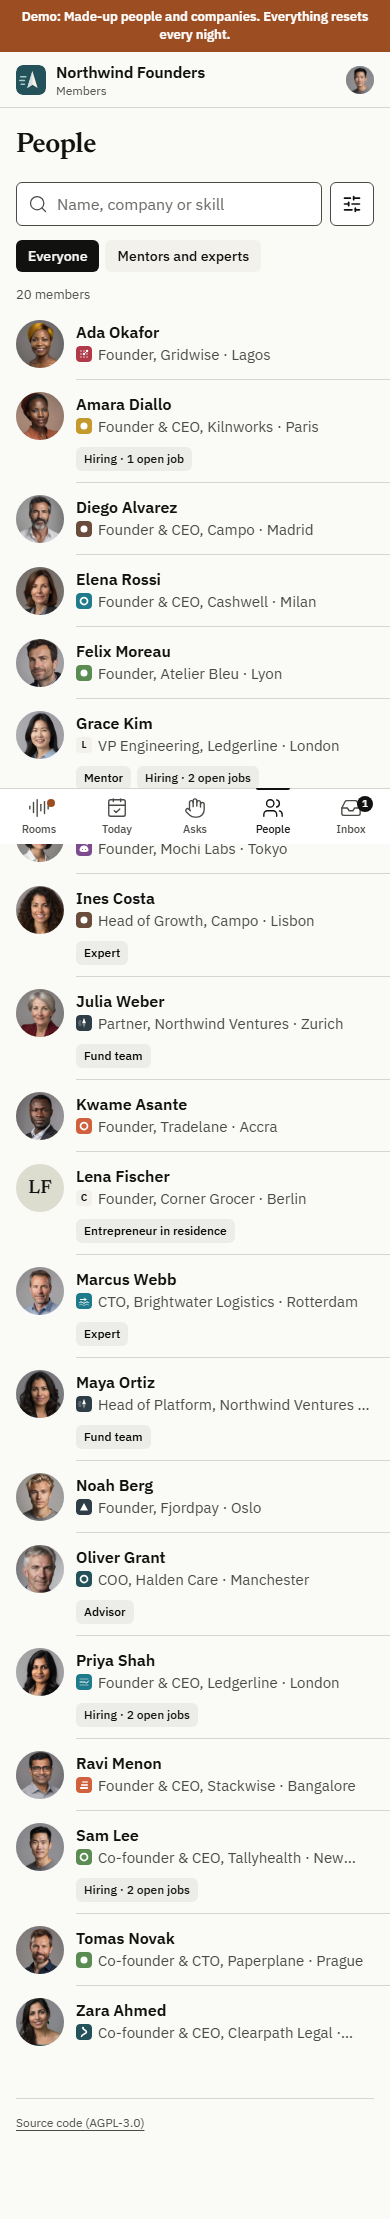 Demo: Made-up people and companies. Everything resets
every night.
Northwind Founders
Members
People
Name, company or skill
Everyone
Mentors and experts
20 members
Ada Okafor
Founder, Gridwise · Lagos
Amara Diallo
Founder & CEO, Kilnworks · Paris
Hiring · 1 open job
Diego Alvarez
Founder & CEO, Campo · Madrid
Elena Rossi
Founder & CEO, Cashwell · Milan
Felix Moreau
Founder, Atelier Bleu · Lyon
Grace Kim
L VP Engineering, Ledgerline · London
Mentor Hiring · 2 open jobs
1
Rooms Today Asks People Inbox
Founder, Mochi Labs · Tokyo
Ines Costa
Head of Growth, Campo · Lisbon
Expert
Julia Weber
Partner, Northwind Ventures · Zurich
Fund team
Kwame Asante
Founder, Tradelane · Accra
LF
Lena Fischer
C Founder, Corner Grocer · Berlin
Entrepreneur in residence
Marcus Webb
CTO, Brightwater Logistics · Rotterdam
Expert
Maya Ortiz
Head of Platform, Northwind Ventures ...
Fund team
Noah Berg
Founder, Fjordpay · Oslo
Oliver Grant
COO, Halden Care · Manchester
Advisor
Priya Shah
Founder & CEO, Ledgerline · London
Hiring · 2 open jobs
Ravi Menon
Founder & CEO, Stackwise · Bangalore
Sam Lee
Co-founder & CEO, Tallyhealth · New...
Hiring · 2 open jobs
Tomas Novak
Co-founder & CTO, Paperplane · Prague
Zara Ahmed
Co-founder & CEO, Clearpath Legal ·...
Source code (AGPL-3.0)